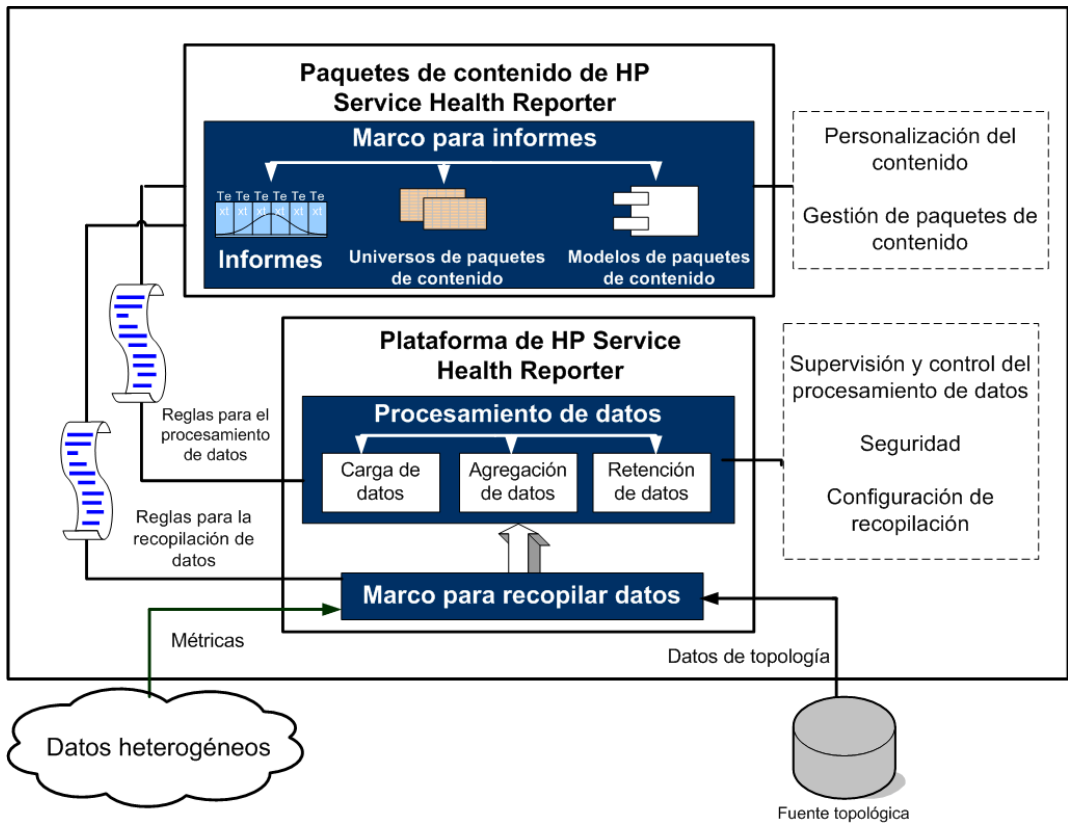 Paquetes de contenido de HP
Service Health Reporter
Marco para informes
Te Te Te Te Te Te
xt xt xt xt xt xt
Informes
Universos de paquetes
de contenido
Modelos de paquetes
de contenido
Personalización del
contenido
Gestión de paquetes de
contenido
Plataforma de HP Service
Health Reporter
Procesamiento de datos
Carga de
datos
Agregación
de datos
Retención
de datos
Supervisión y control del
procesamiento de datos
Seguridad
Configuración de
recopilación
Reglas para el
procesamiento
de datos
Reglas para la
recopilación de
datos
Marco para recopilar datos
Métricas
Datos de topología
Datos heterogéneos
Fuente topológica